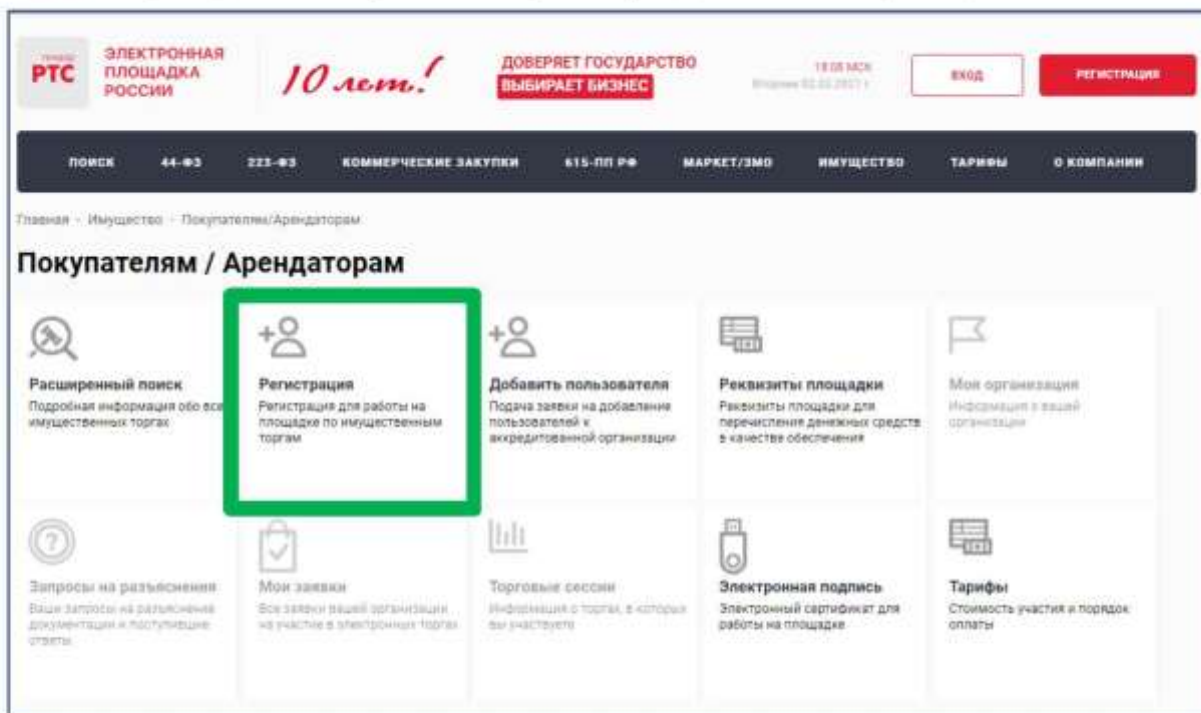 тендер
РТС
ЭЛЕКТРОННАЯ
ПЛОЩАДКА
РОССИИ
10 лет!
ДОВЕРЯЕТ ГОСУДАРСТВО
ВЫБИРАЕТ БИЗНЕС
МСК
Вторник
ВХОД
РЕГИСТРАЦИЯ
ПОИСК 44-ФЗ 223-ФЗ КОММЕРЧЕСКИЕ ЗАКУПКИ 615-ПП РФ МАРКЕТ/ЗМО ИМУЩЕСТВО ТАРИФЫ О КОМПАНИИ
Главная - Имущество - Покупателям/Арендаторам
Покупателям / Арендаторам
Расширенный поиск
Подробная информация обо все
имущественных торгах
Регистрация
Регистрация для работы на
площадке по имущественным
торгам
Добавить пользователя
Подача заявки на добавление
пользователей к
аккредитованной организации
Реквизиты площадки
Реквизиты площадки для
перечисления денежных средств
в качестве обеспечения
Моя организация
Информация о вашей
организации
Запросы на разъяснения
Ваши запросы на разъяснение
документации и поступившие
ответы
Мои заявки
Все заявки вашей организации
на участие в электронных торгах
Торговые сессии
Информация о торгах, в которых
вы участвуете
Электронная подпись
Электронный сертификат для
работы на площадке
Тарифы
Стоимость участия и порядок
оплаты